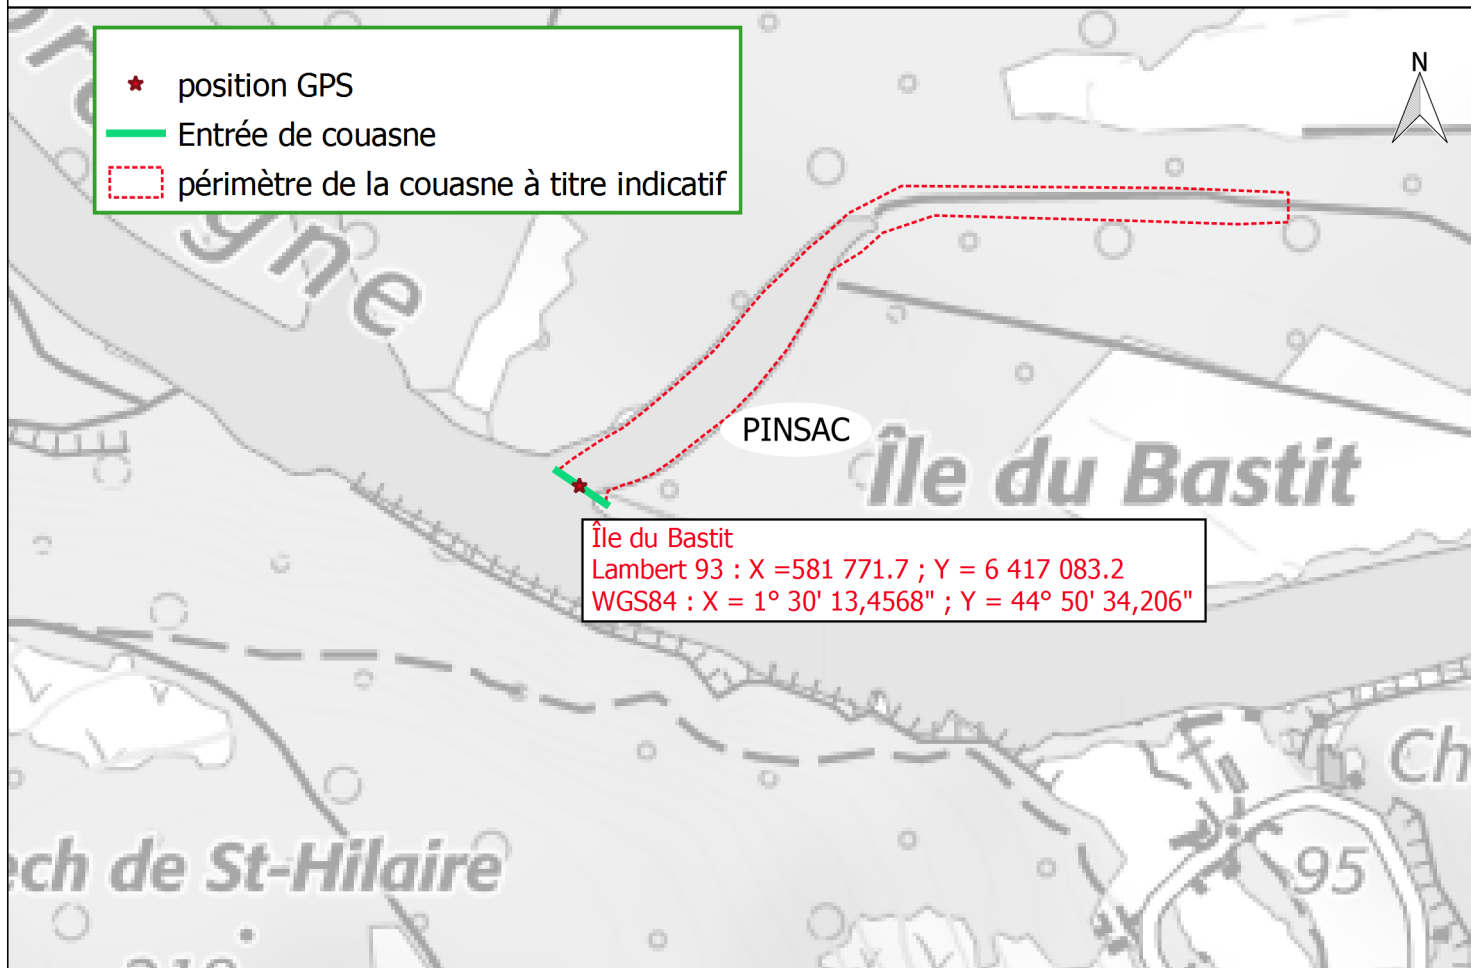 gne
position GPS
Entrée de couasne
périmètre de la couasne à titre indicatif
N
PINSAC
Île du Bastit
Île du Bastit
Lambert 93 : X =581 771.7 ; Y = 6 417 083.2
WGS84 : X = 1° 30' 13,4568" ; Y = 44° 50' 34,206"
Ch
ech de St-Hilaire
95